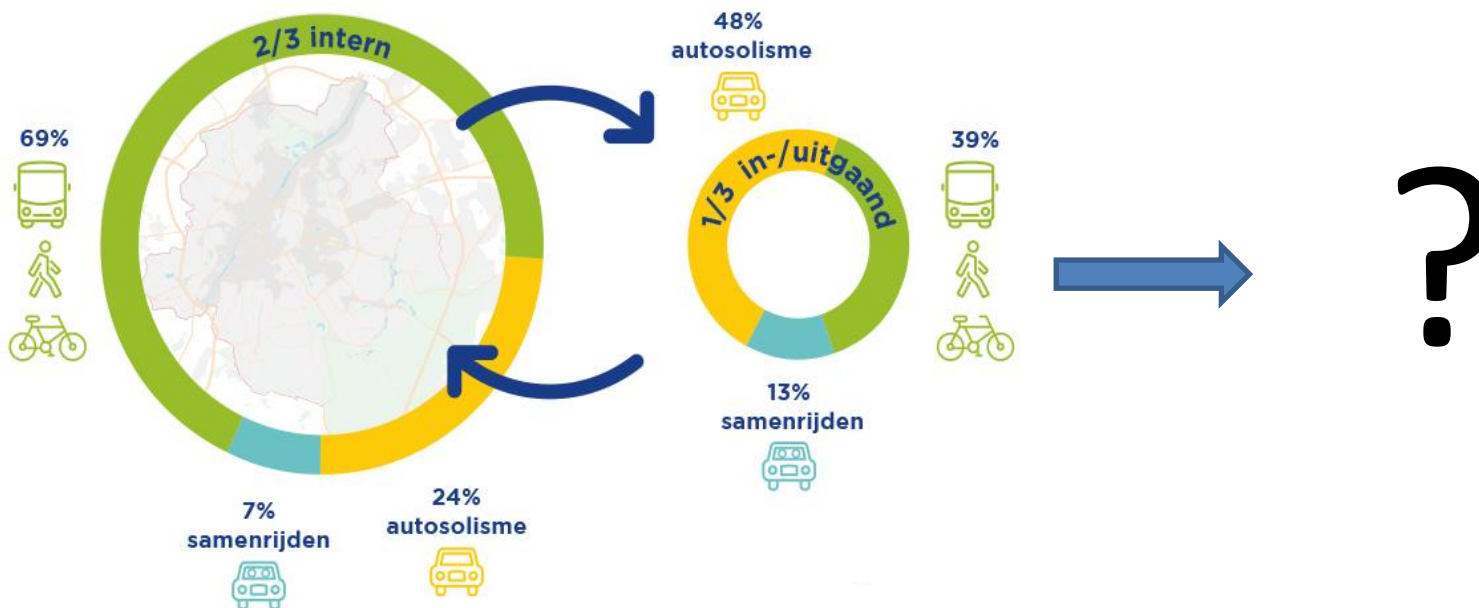 2/3 intern
69%
7%
samenrijden
24%
autosolisme
48%
autosolisme
1/3 in-/uitgaand
39%
13%
samenrijden
?